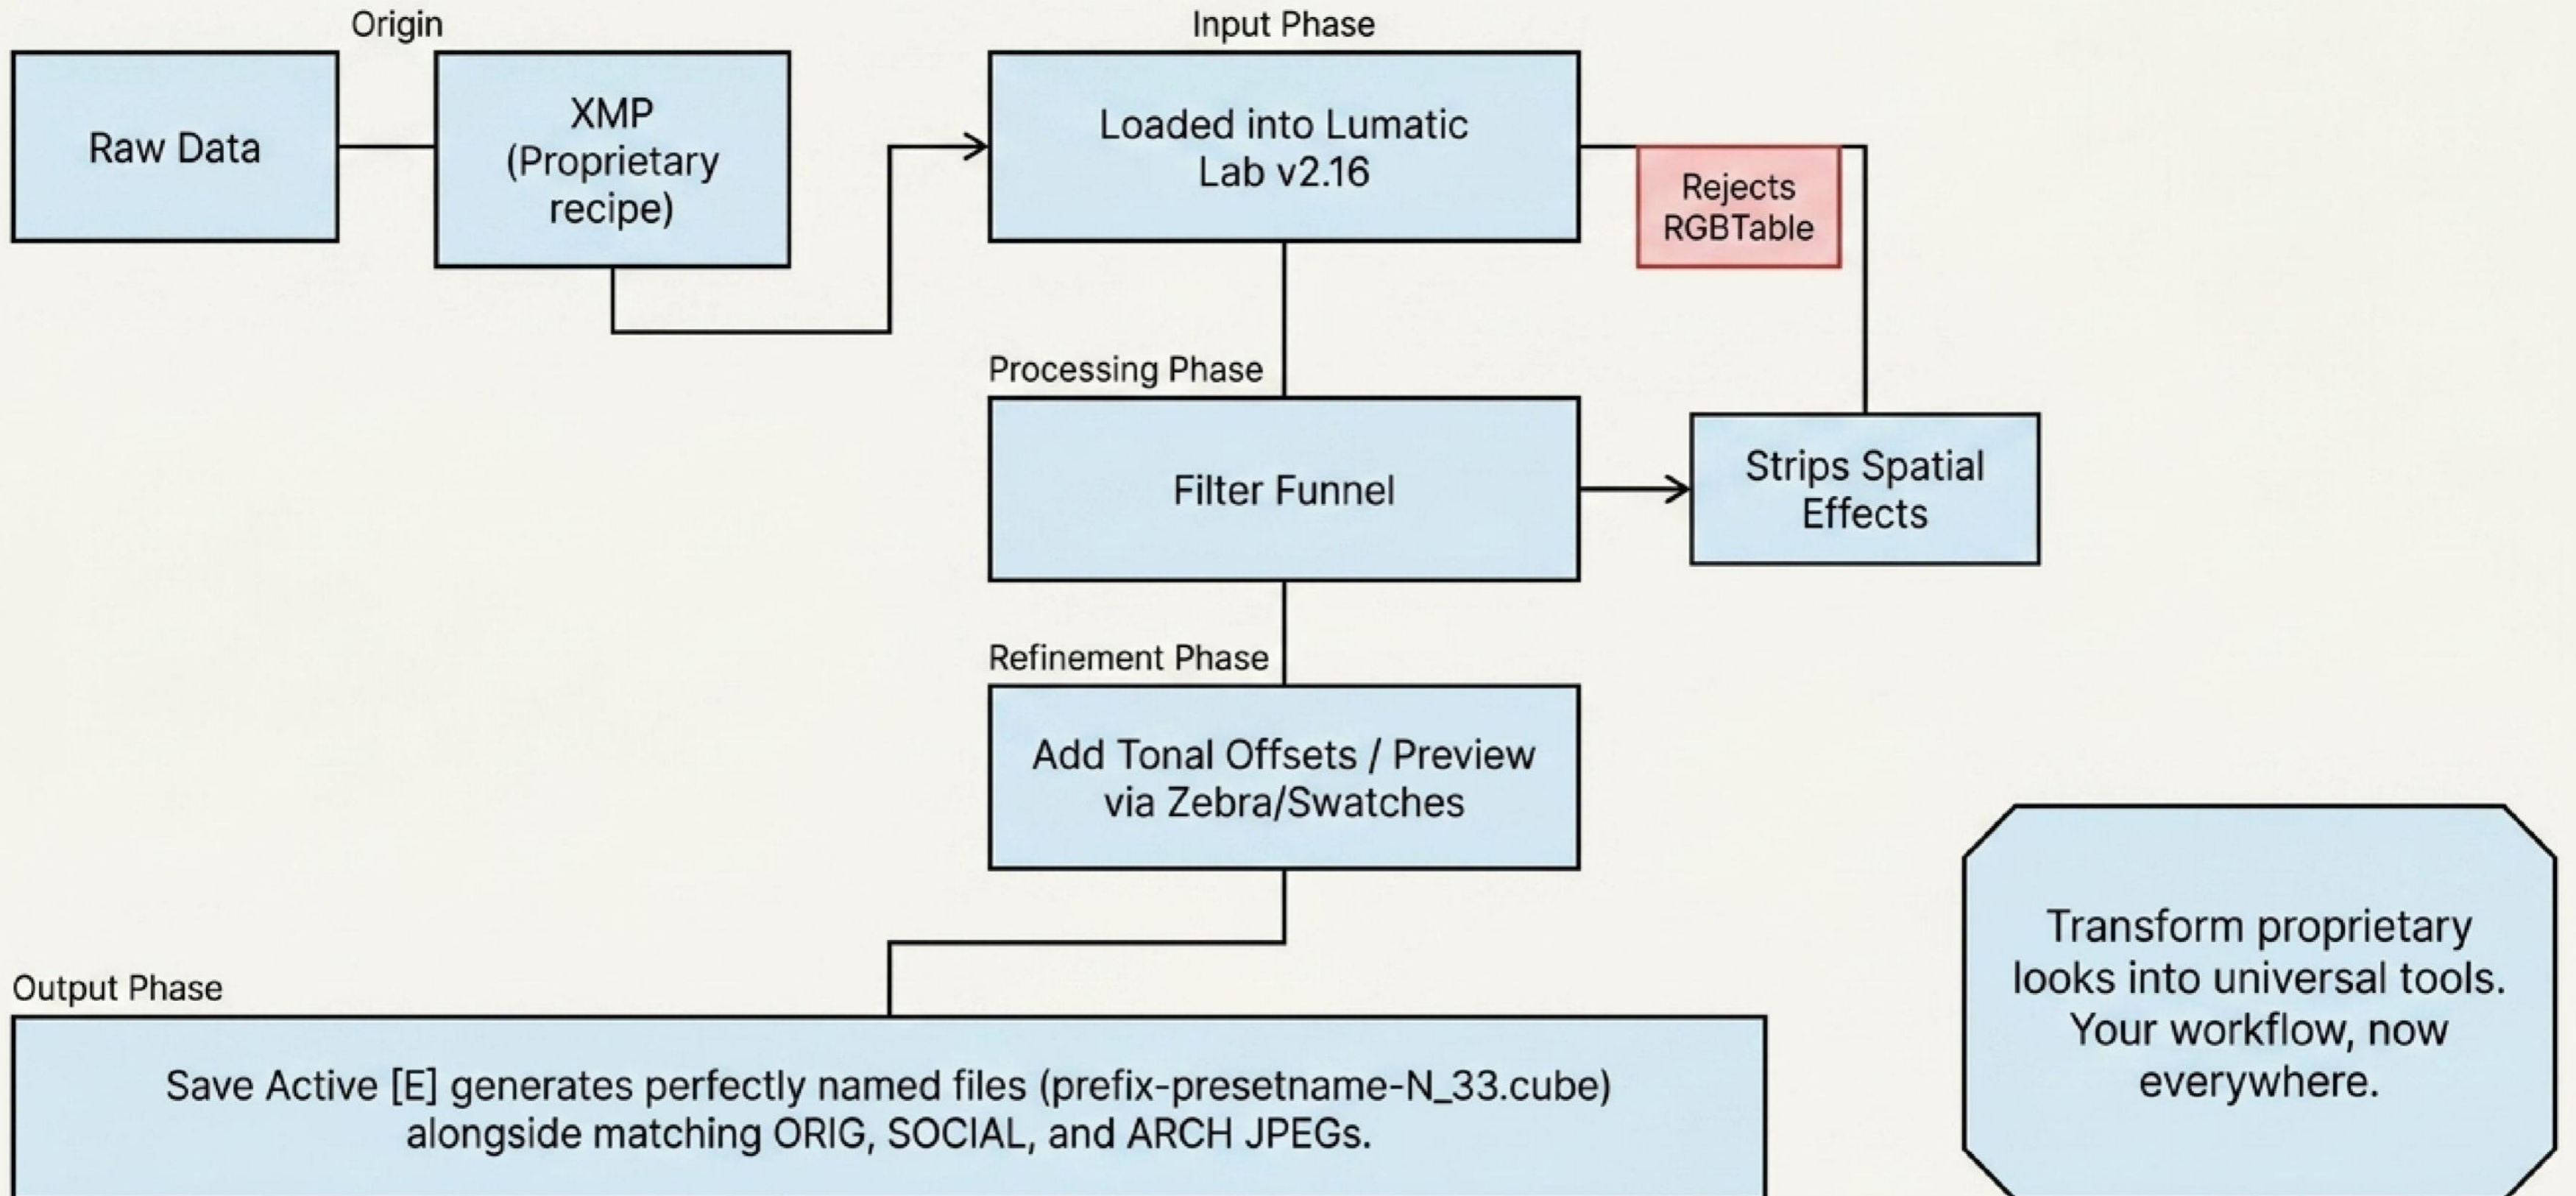 Origin
Input Phase
Raw Data
XMP
(Proprietary
recipe)
Loaded into Lumatic
Lab v2.16
Rejects
RGBTable
Processing Phase
Filter Funnel
Strips Spatial
Effects
Refinement Phase
Add Tonal Offsets / Preview
via Zebra/Swatches
Transform proprietary
looks into universal tools.
Your workflow, now
everywhere.
Output Phase
Save Active [E] generates perfectly named files (prefix-presetname-N_33.cube)
alongside matching ORIG, SOCIAL, and ARCH JPEGs.